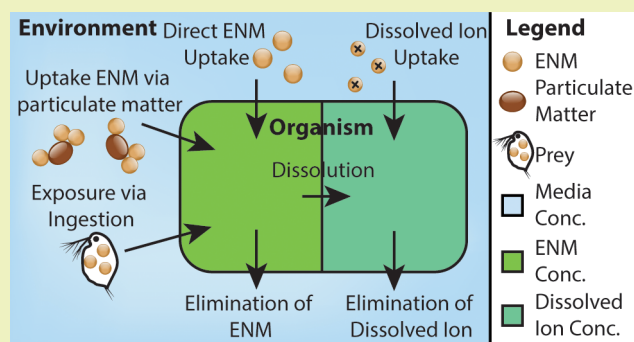 Environment
Direct ENM
Uptake
Dissolved Ion
Uptake
Uptake ENM via
particulate matter
Organism
Dissolution
Exposure via
Ingestion
Elimination of
ENM
Elimination of
Dissolved Ion
Legend
ENM
Particulate
Matter
Prey
Media
Conc.
ENM
Conc.
Dissolved
Ion Conc.